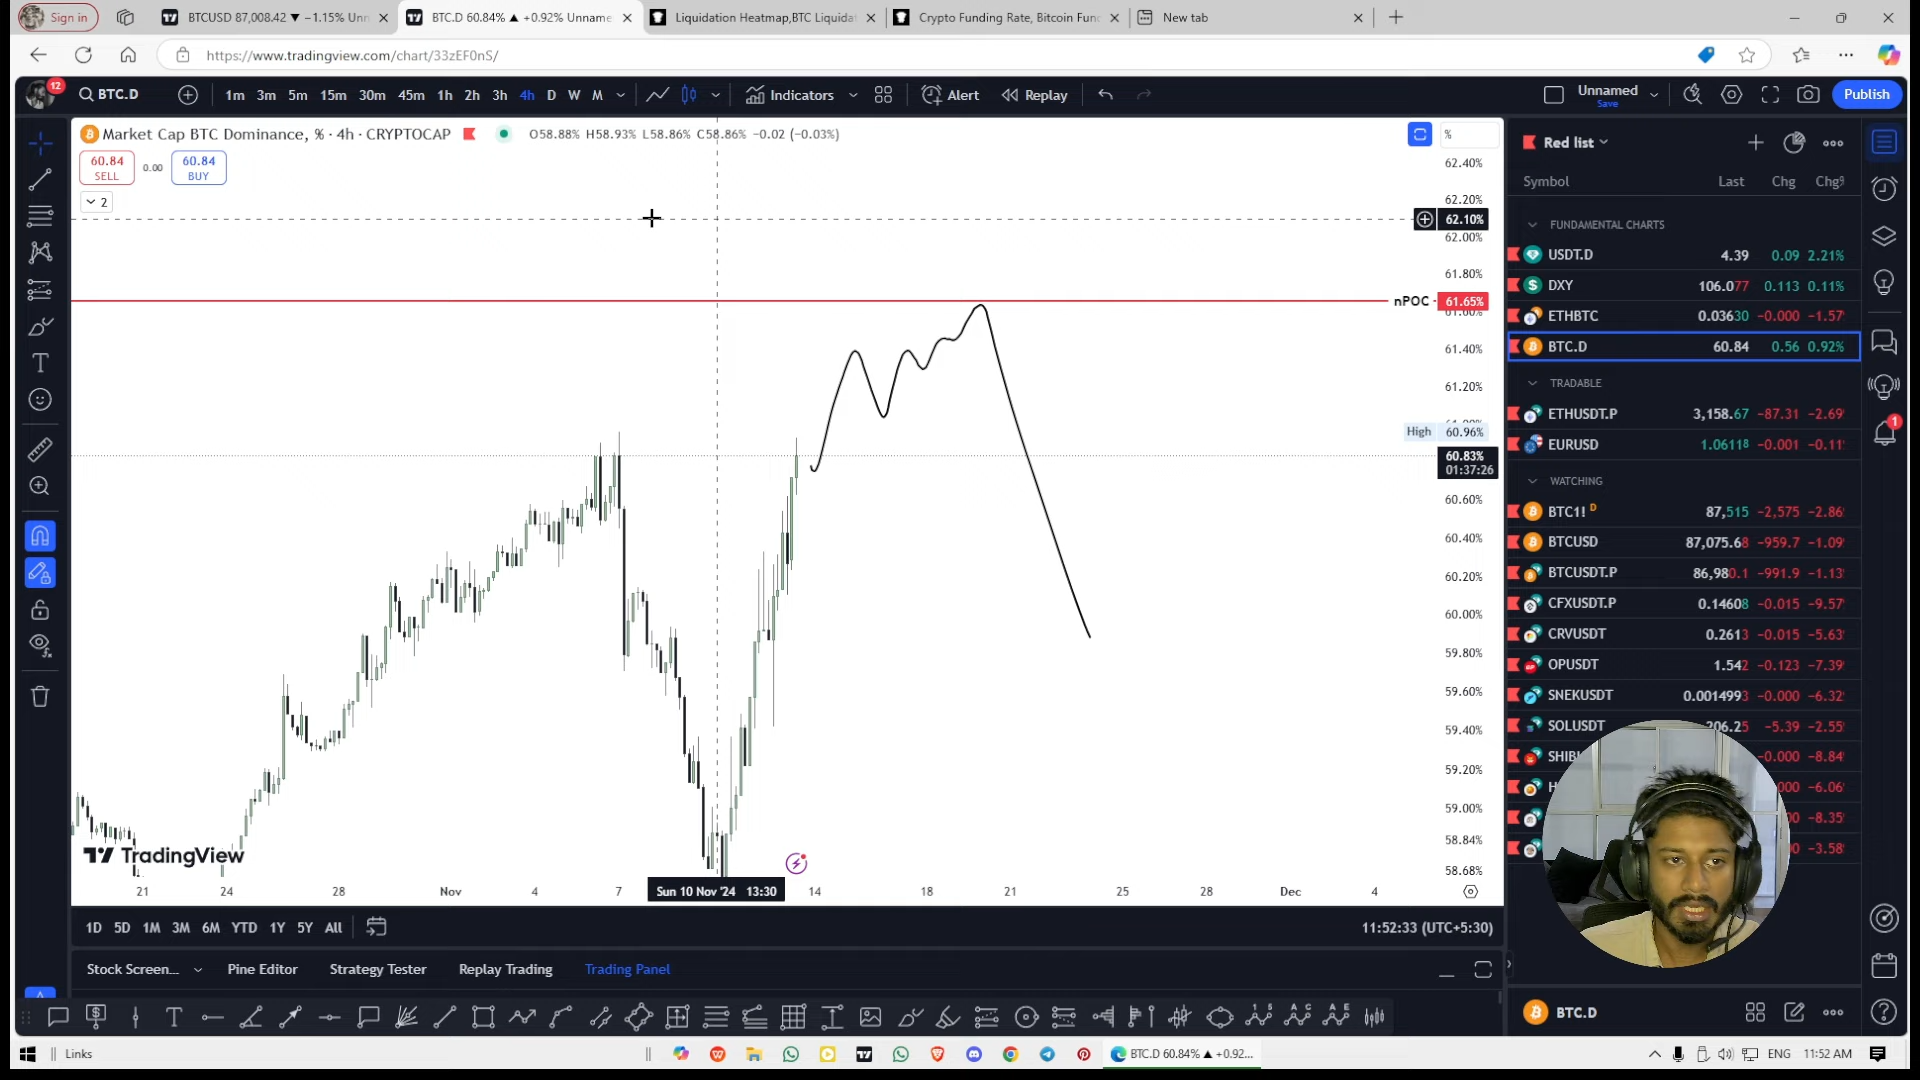 Sign in
BTCUSD 87,008.42 ▼ −1.15% Unn
BTC.D 60.84% ▲ +0.92% Unname
Liquidation Heatmap,BTC Liquidat
Crypto Funding Rate, Bitcoin Fun
New tab
https://www.tradingview.com/chart/33zEF0nS/
12
BTC.D
1m 3m 5m 15m 30m 45m 1h 2h 3h 4h D W M
Indicators
Alert
Replay
Unnamed
Save
Publish
Market Cap BTC Dominance, % · 4h · CRYPTOCAP
O58.88% H58.93% L58.86% C58.86% −0.02 (−0.03%)
%
60.84
SELL
0.00
60.84
BUY
2
62.40%
62.20%
62.10%
62.00%
61.80%
nPOC
61.65%
61.60%
61.40%
61.20%
High 60.96%
60.83%
01:37:26
60.60%
60.40%
60.20%
60.00%
59.80%
59.60%
59.40%
59.20%
59.00%
58.84%
58.68%
TradingView
21 24 28 Nov 4 7 Sun 10 Nov '24 13:30 14 18 21 25 28 Dec 4
1D 5D 1M 3M 6M YTD 1Y 5Y All
11:52:33 (UTC+5:30)
Stock Screen... Pine Editor Strategy Tester Replay Trading Trading Panel
Red list
Symbol Last Chg Chg%
FUNDAMENTAL CHARTS
USDT.D 4.39 0.09 2.21%
DXY 106.077 0.113 0.11%
ETHBTC 0.03630 −0.000 −1.57
BTC.D 60.84 0.56 0.92%
TRADABLE
ETHUSDT.P 3,158.67 −87.31 −2.69
EURUSD 1.06118 −0.001 −0.11
WATCHING
BTC1! D 87,515 −2,575 −2.86
BTCUSD 87,075.68 −959.7 −1.09
BTCUSDT.P 86,980.1 −991.9 −1.13
CFXUSDT.P 0.14608 −0.015 −9.57
CRVUSDT 0.2613 −0.015 −5.63
OPUSDT 1.542 −0.123 −7.39
SNEKUSDT 0.0014993 −0.000 −6.32
SOLUSDT 206.25 −5.39 −2.55
SHIB −0.000 −8.84
000 −6.06
−8.35
−3.58
1
BTC.D
Links
BTC.D 60.84% ▲ +0.92...
ENG
11:52 AM